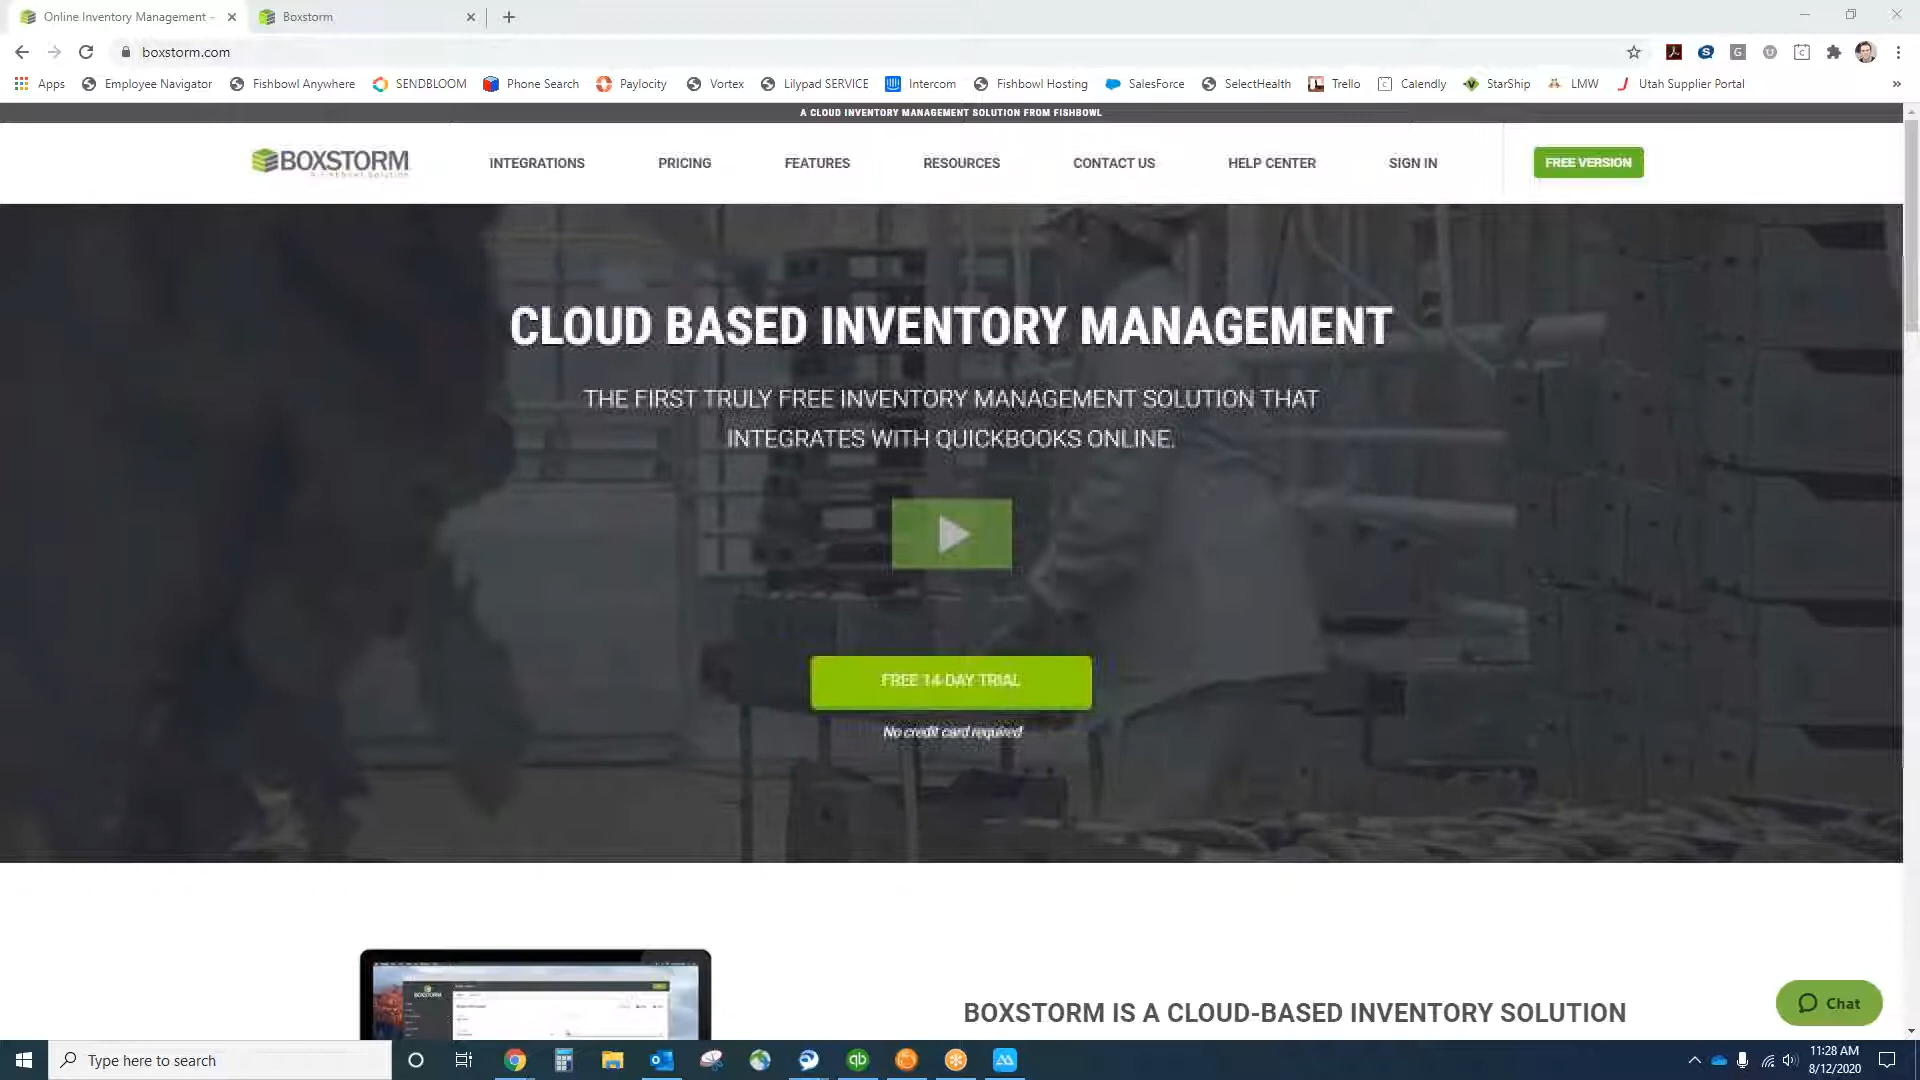 Online Inventory Management -
Boxstorm
boxstorm.com
Apps
Employee Navigator
Fishbowl Anywhere
SENDBLOOM
Phone Search
Paylocity
Vortex
Lilypad SERVICE
Intercom
Fishbowl Hosting
SalesForce
SelectHealth
Trello
Calendly
StarShip
LMW
Utah Supplier Portal
A CLOUD INVENTORY MANAGEMENT SOLUTION FROM FISHBOWL
BOXSTORM
A Fishbowl Solution
INTEGRATIONS
PRICING
FEATURES
RESOURCES
CONTACT US
HELP CENTER
SIGN IN
FREE VERSION
CLOUD BASED INVENTORY MANAGEMENT
THE FIRST TRULY FREE INVENTORY MANAGEMENT SOLUTION THAT
INTEGRATES WITH QUICKBOOKS ONLINE.
FREE 14-DAY TRIAL
No credit card required
BOXSTORM
BOXSTORM IS A CLOUD-BASED INVENTORY SOLUTION
Chat
Type here to search
11:28 AM
8/12/2020